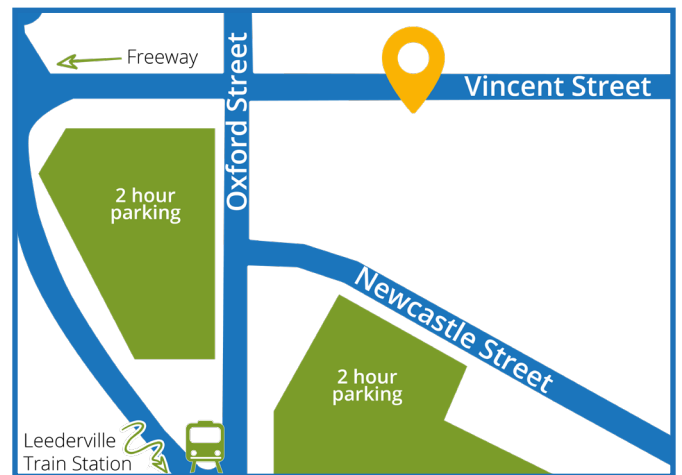 Freeway
Oxford Street
Vincent Street
2 hour
parking
Newcastle Street
2 hour
parking
Leederville
Train Station